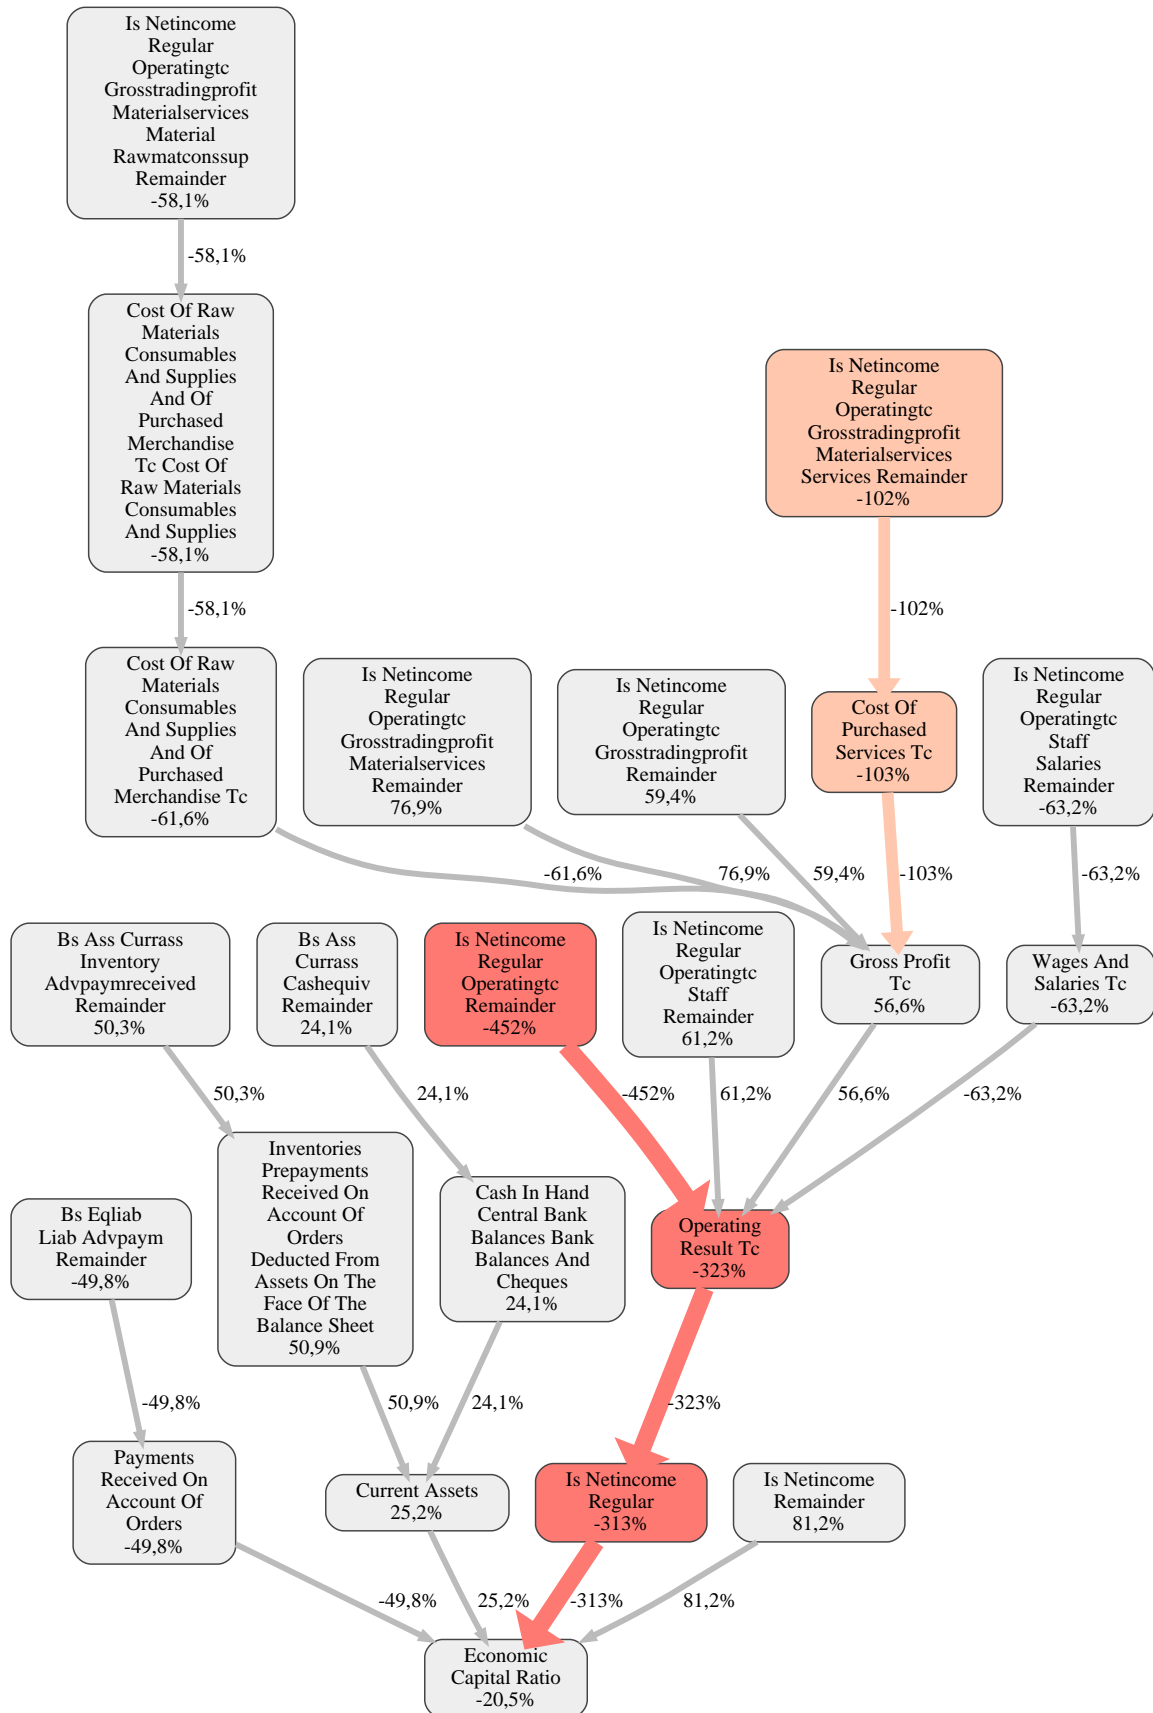 Is Netincome
Regular
Operatingtc
Grosstradingprofit
Materialservices
Material
Rawmatconssup
Remainder
-58,1%
-58,1%
Cost Of Raw
Materials
Consumables
And Supplies
And Of
Purchased
Merchandise
Tc Cost Of
Raw Materials
Consumables
And Supplies
-58,1%
Is Netincome
Regular
Operatingtc
Grosstradingprofit
Materialservices
Services Remainder
-102%
-58,1%
-102%
Cost Of Raw
Materials
Consumables
And Supplies
And Of
Purchased
Merchandise Tc
-61,6%
Is Netincome
Regular
Operatingtc
Grosstradingprofit
Materialservices
Remainder
76,9%
Is Netincome
Regular
Operatingtc
Grosstradingprofit
Remainder
59,4%
Cost Of
Purchased
Services Tc
-103%
Is Netincome
Regular
Operatingtc
Staff
Salaries
Remainder
-63,2%
-61,6%
76,9%
59,4%
-103%
-63,2%
Bs Ass Currass
Inventory
Advpaymreceived
Remainder
50,3%
Bs Ass
Currass
Cashequiv
Remainder
24,1%
Is Netincome
Regular
Operatingtc
Remainder
-452%
Is Netincome
Regular
Operatingtc
Staff
Remainder
61,2%
Gross Profit
Tc
56,6%
Wages And
Salaries Tc
-63,2%
50,3%
24,1%
-452%
61,2%
56,6%
-63,2%
Bs Eqliab
Liab Advpaym
Remainder
-49,8%
Inventories
Prepayments
Received On
Account Of
Orders
Deducted From
Assets On The
Face Of The
Balance Sheet
50,9%
Cash In Hand
Central Bank
Balances Bank
Balances And
Cheques
24,1%
Operating
Result Tc
-323%
-49,8%
50,9%
24,1%
-323%
Payments
Received On
Account Of
Orders
-49,8%
Current Assets
25,2%
Is Netincome
Regular
-313%
Is Netincome
Remainder
81,2%
-49,8%
25,2%
-313%
81,2%
Economic
Capital Ratio
-20,5%